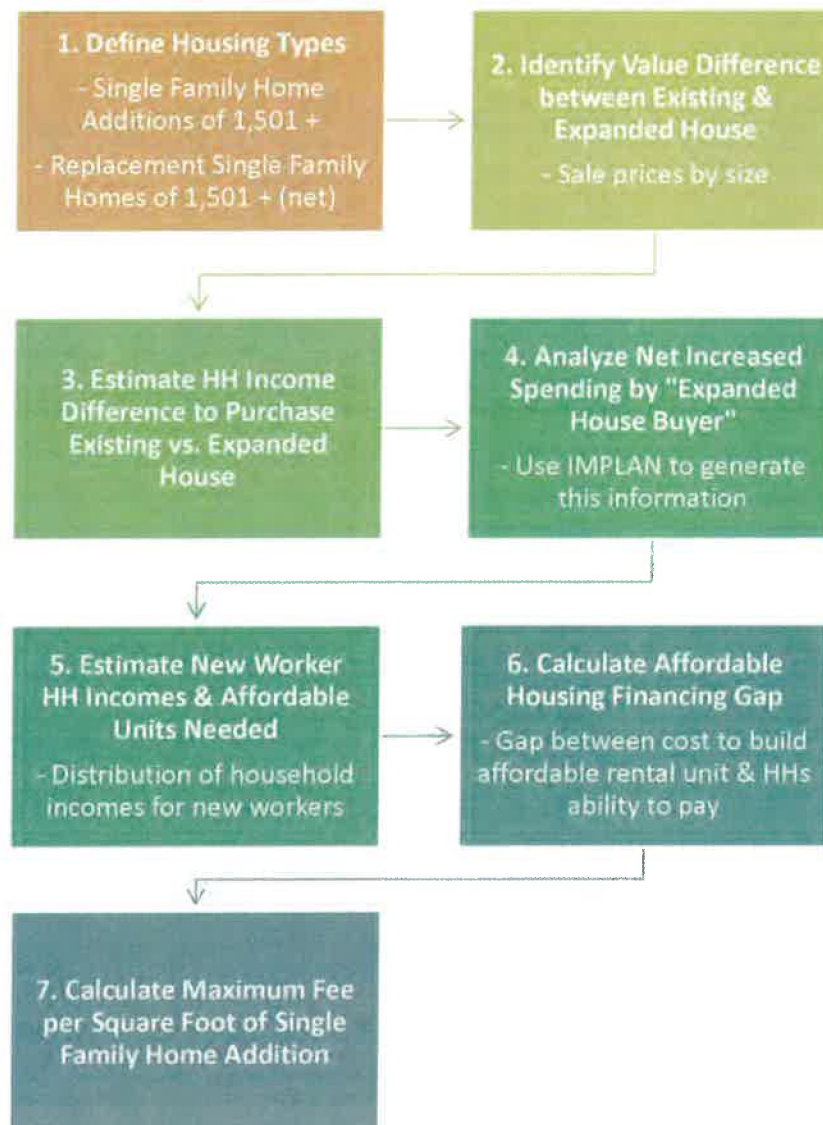 1. Define Housing Types
- Single Family Home
Additions of 1,501 +
- Replacement Single Family
Homes of 1,501 + (net)
2. Identify Value Difference
between Existing &
Expanded House
- Sale prices by size
3. Estimate HH Income
Difference to Purchase
Existing vs. Expanded
House
4. Analyze Net Increased
Spending by "Expanded
House Buyer"
- Use IMPLAN to generate
this information
5. Estimate New Worker
HH Incomes & Affordable
Units Needed
- Distribution of household
incomes for new workers
6. Calculate Affordable
Housing Financing Gap
- Gap between cost to build
affordable rental unit & HHs
ability to pay
7. Calculate Maximum Fee
per Square Foot of Single
Family Home Addition